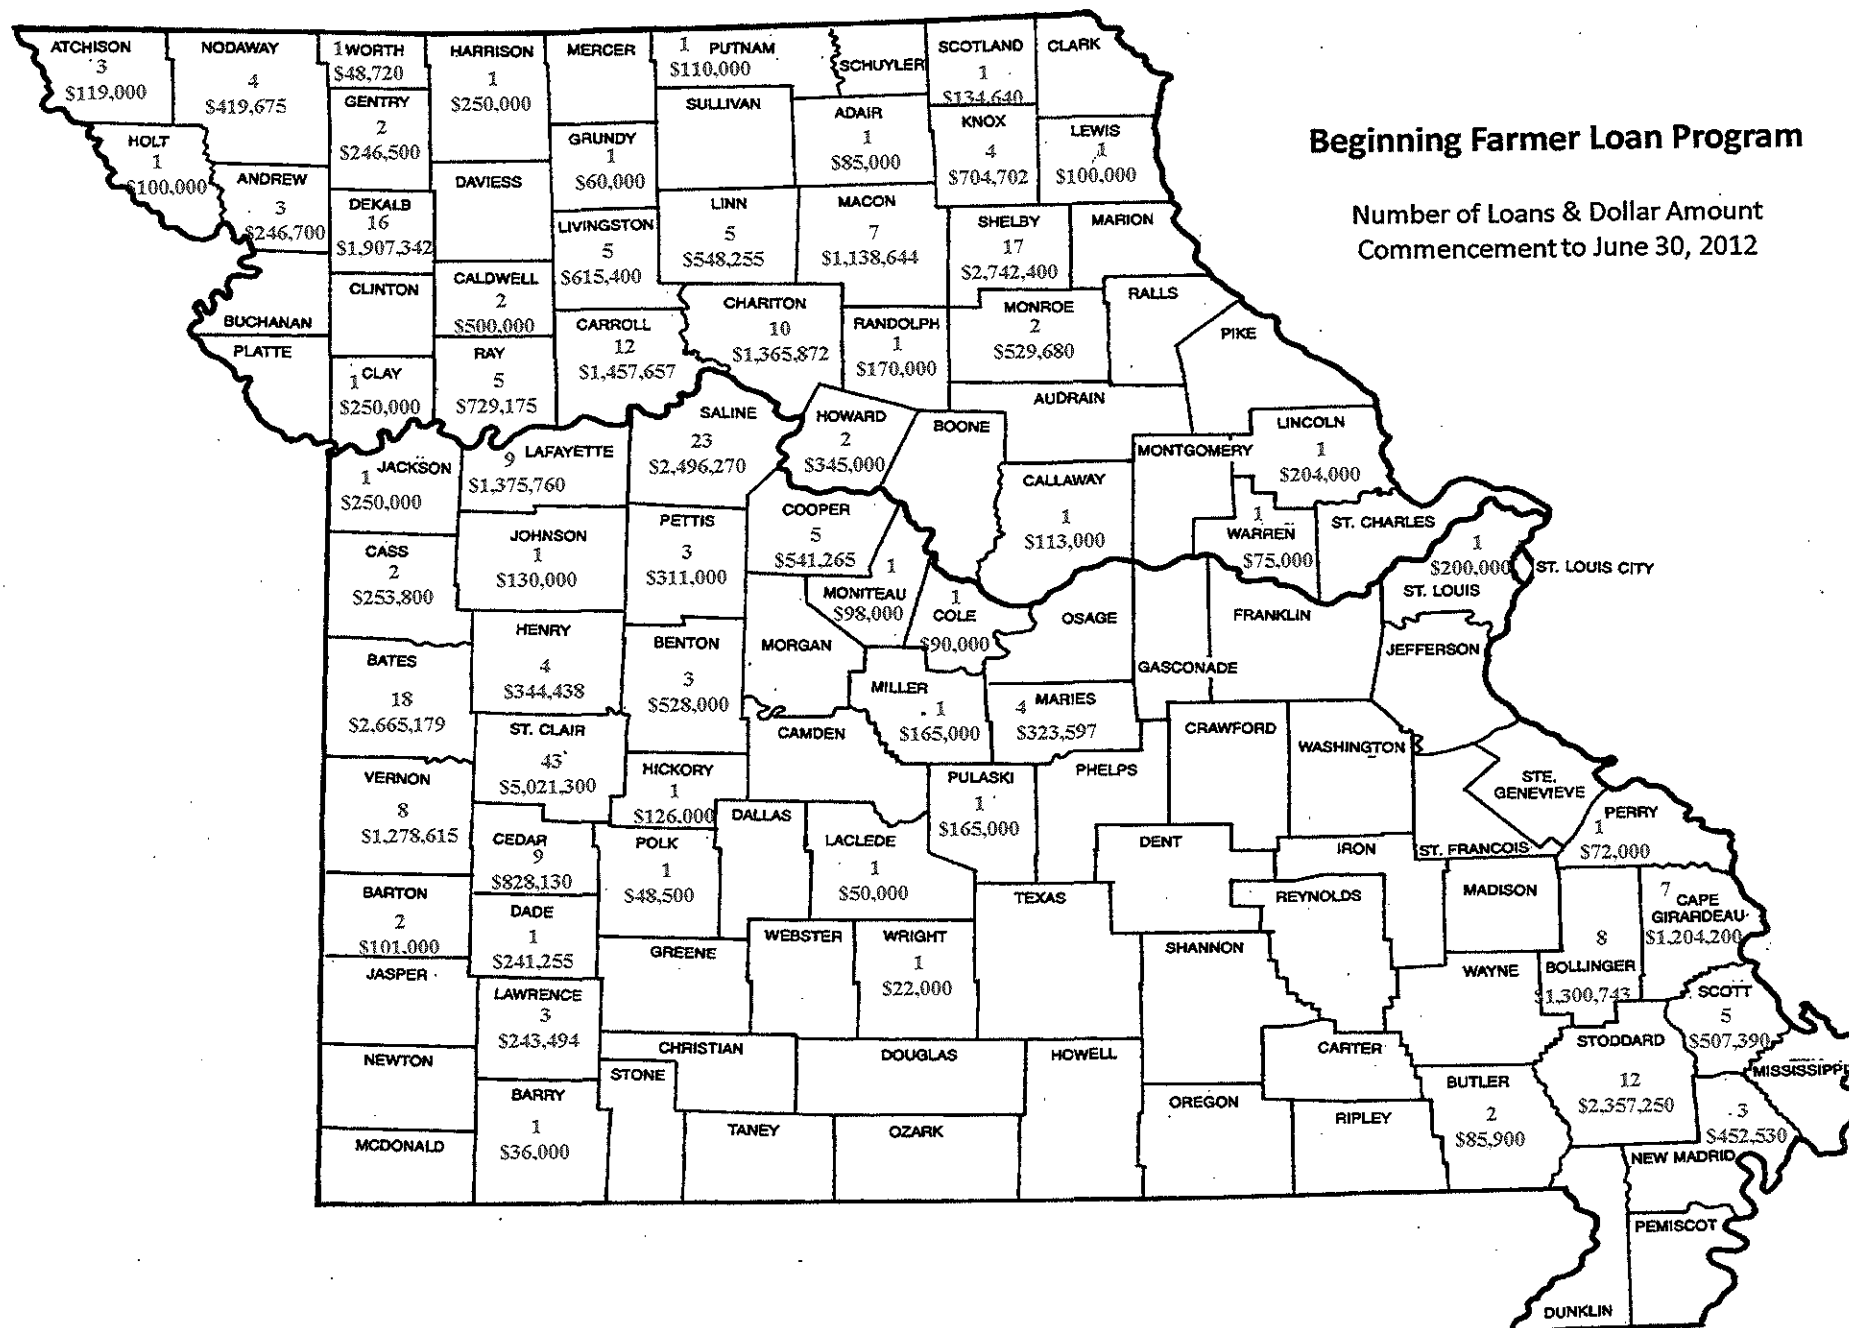 Beginning Farmer Loan Program
Number of Loans & Dollar Amount
Commencement to June 30, 2012
ATCHISON
3
$119,000
NODAWAY
4
$419,675
1 WORTH
$48,720
HARRISON
1
$250,000
MERCER
1 PUTNAM
$110,000
SCHUYLER
SCOTLAND
1
$134,640
CLARK
HOLT
1
$100,000
ANDREW
3
$246,700
GENTRY
2
$246,500
DEKALB
16
$1,907,342
DAVIESS
GRUNDY
1
$60,000
SULLIVAN
ADAIR
1
$85,000
KNOX
4
$704,702
LEWIS
1
$100,000
LIVINGSTON
5
$615,400
LINN
5
$548,255
MACON
7
$1,138,644
SHELBY
17
$2,742,400
MARION
BUCHANAN
CLINTON
CALDWELL
2
$500,000
CARROLL
12
$1,457,657
CHARITON
10
$1,365,872
RANDOLPH
1
$170,000
MONROE
2
$529,680
RALLS
PIKE
PLATTE
1 CLAY
$250,000
RAY
5
$729,175
SALINE
23
$2,496,270
HOWARD
2
$345,000
BOONE
AUDRAIN
MONTGOMERY
LINCOLN
1
$204,000
1 JACKSON
$250,000
9 LAFAYETTE
$1,375,760
COOPER
5
$541,265
CALLAWAY
1
$113,000
1
WARREN
$75,000
ST. CHARLES
1
$200,000
ST. LOUIS
ST. LOUIS CITY
CASS
2
$253,800
JOHNSON
1
$130,000
PETTIS
3
$311,000
1
MONITEAU
$98,000
1
COLE
$90,000
OSAGE
GASCONADE
FRANKLIN
JEFFERSON
BATES
18
$2,665,179
HENRY
4
$344,438
BENTON
3
$528,000
MORGAN
MILLER
1
$165,000
4 MARIES
$323,597
VERNON
8
$1,278,615
ST. CLAIR
43
$5,021,300
HICKORY
1
$126,000
CAMDEN
PULASKI
1
$165,000
PHELPS
CRAWFORD
WASHINGTON
STE.
GENEVIEVE
PERRY
1
$72,000
CEDAR
9
$828,130
POLK
1
$48,500
DALLAS
LACLEDE
1
$50,000
DENT
IRON
ST. FRANCOIS
MADISON
7
CAPE
GIRARDEAU
$1,204,200
BARTON
2
$101,000
DADE
1
$241,255
GREENE
WEBSTER
WRIGHT
1
$22,000
TEXAS
SHANNON
REYNOLDS
WAYNE
8
BOLLINGER
$1,300,743
SCOTT
5
$507,390
JASPER
LAWRENCE
3
$243,494
CHRISTIAN
DOUGLAS
HOWELL
CARTER
STODDARD
12
$2,357,250
MISSISSIPPI
NEWTON
STONE
BARRY
1
$36,000
OREGON
RIPLEY
BUTLER
2
$85,900
3
$452,530
NEW MADRID
MCDONALD
TANEY
OZARK
PEMISCOT
DUNKLIN